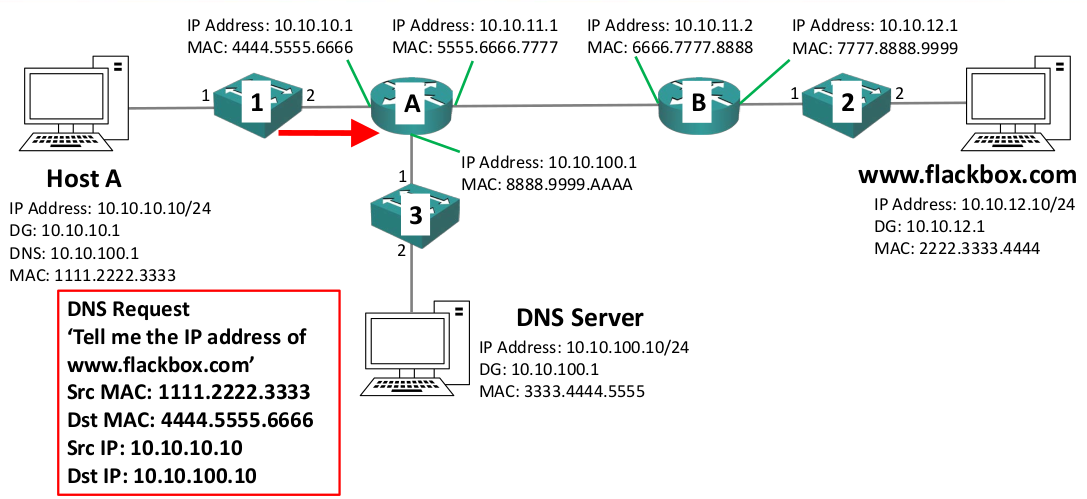 IP Address: 10.10.10.1
MAC: 4444.5555.6666
IP Address: 10.10.11.1
MAC: 5555.6666.7777
IP Address: 10.10.11.2
MAC: 6666.7777.8888
IP Address: 10.10.12.1
MAC: 7777.8888.9999
1
1
2
A
B
1
2
2
IP Address: 10.10.100.1
MAC: 8888.9999.AAAA
Host A
IP Address: 10.10.10.10/24
DG: 10.10.10.1
DNS: 10.10.100.1
MAC: 1111.2222.3333
www.flackbox.com
IP Address: 10.10.12.10/24
DG: 10.10.12.1
MAC: 2222.3333.4444
1
3
2
DNS Server
IP Address: 10.10.100.10/24
DG: 10.10.100.1
MAC: 3333.4444.5555
DNS Request
‘Tell me the IP address of
www.flackbox.com’
Src MAC: 1111.2222.3333
Dst MAC: 4444.5555.6666
Src IP: 10.10.10.10
Dst IP: 10.10.100.10